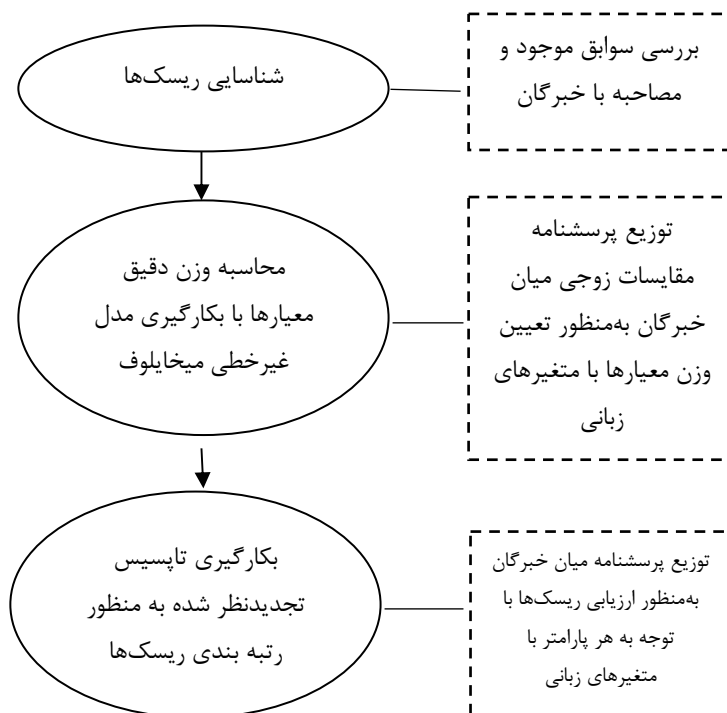 شناسایی ریسک‌ها
بررسی سوابق موجود و
مصاحبه با خبرگان
محاسبه وزن دقیق
معیارها با بکارگیری مدل
غیرخطی میخایلوف
توزیع پرسشنامه
مقایسات زوجی میان
خبرگان به‌منظور تعیین
وزن معیارها با متغیرهای
زبانی
بکارگیری تاپسیس
تجدیدنظر شده به منظور
رتبه بندی ریسک‌ها
توزیع پرسشنامه میان خبرگان
به‌منظور ارزیابی ریسک‌ها با
توجه به هر پارامتر با
متغیرهای زبانی